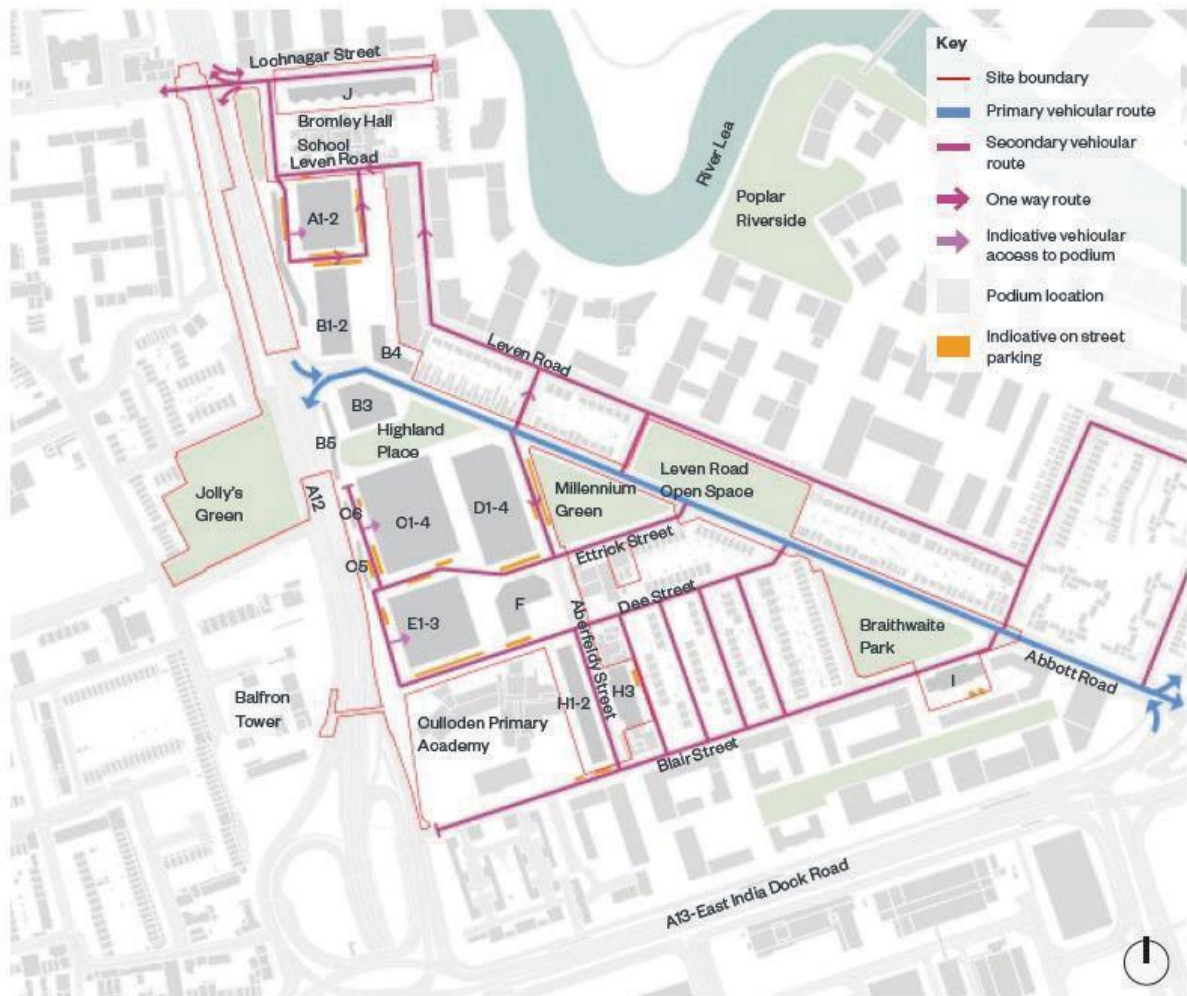 Lochnagar Street
J
Bromley Hall
School
Leven Road
A1-2
B1-2
B4
B3
B5
Highland
Place
Jolly's
Green
A12
C6
C5
C1-4
D1-4
E1-3
F
Millennium
Green
Leven Road
Leven Road
Open Space
Ettrick Street
Dee Street
Aberfeldy Street
H1-2
H3
Culloden Primary
Academy
Balfron
Tower
Blair Street
Braithwaite
Park
I
Abbott Road
A13-East India Dock Road
River Lea
Poplar
Riverside
Key
Site boundary
Primary vehicular route
Secondary vehicular
route
One way route
Indicative vehicular
access to podium
Podium location
Indicative on street
parking